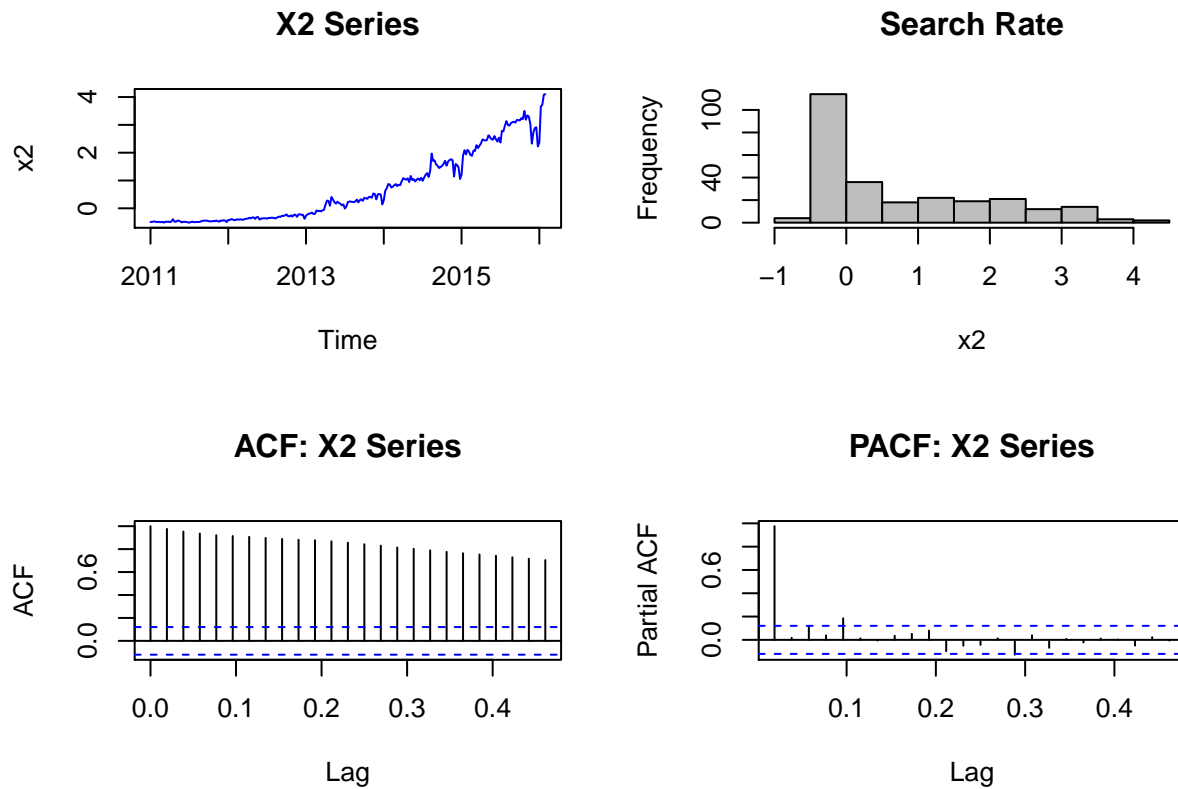 X2 Series
x2
0 2 4
2011 2013 2015
Time
Search Rate
Frequency
0 40 100
−1 0 1 2 3 4
x2
ACF: X2 Series
ACF
0.0 0.6
0.0 0.1 0.2 0.3 0.4
Lag
PACF: X2 Series
Partial ACF
0.0 0.6
0.1 0.2 0.3 0.4
Lag